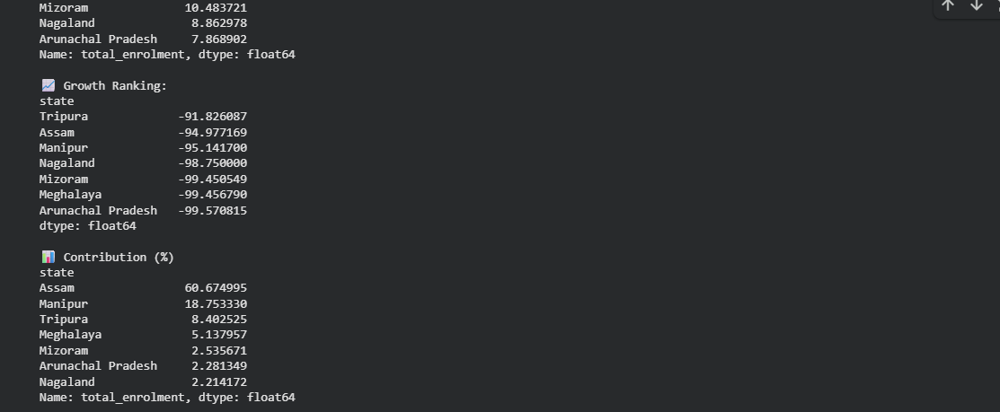 Mizoram 10.483721
Nagaland 8.862978
Arunachal Pradesh 7.868902
Name: total_enrolment, dtype: float64
📈 Growth Ranking:
state
Tripura -91.826087
Assam -94.977169
Manipur -95.141700
Nagaland -98.750000
Mizoram -99.450549
Meghalaya -99.456790
Arunachal Pradesh -99.570815
dtype: float64
📊 Contribution (%)
state
Assam 60.674995
Manipur 18.753330
Tripura 8.402525
Meghalaya 5.137957
Mizoram 2.535671
Arunachal Pradesh 2.281349
Nagaland 2.214172
Name: total_enrolment, dtype: float64